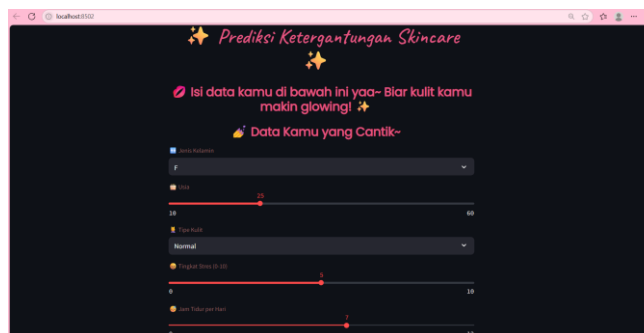 localhost:8502
✨ Prediksi Ketergantungan Skincare
✨
💋 Isi data kamu di bawah ini yaa~ Biar kulit kamu
makin glowing! ✨
💅 Data Kamu yang Cantik~
Jenis Kelamin
F
Usia
25
10 60
Tipe Kulit
Normal
Tingkat Stres (0-10)
5
0 10
Jam Tidur per Hari
7